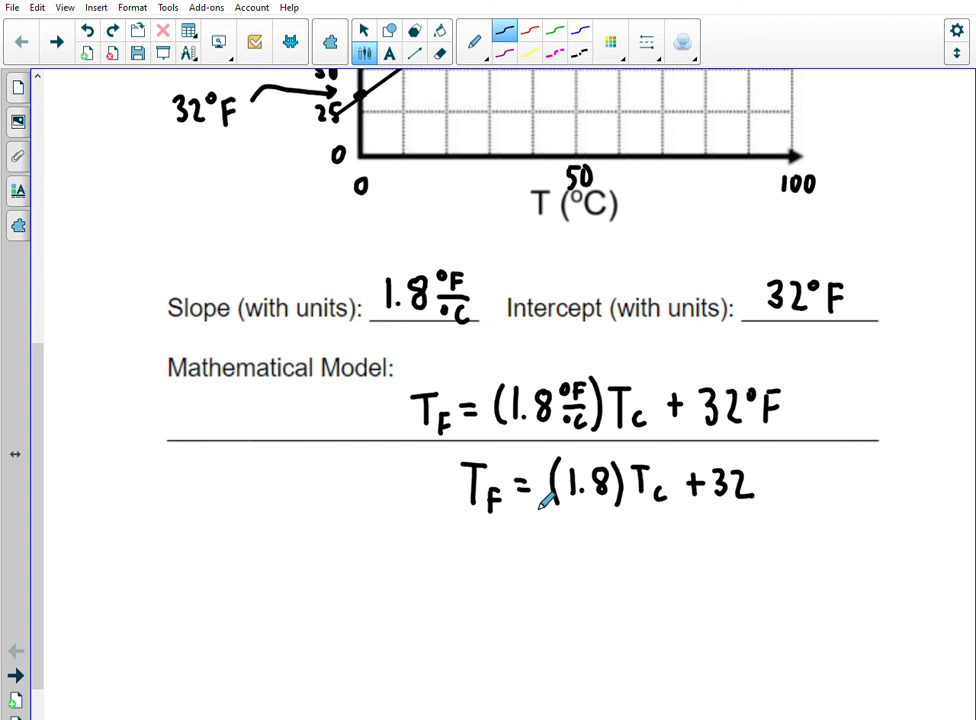 File Edit View Insert Format Tools Add-ons Account Help
32°F
25
0
0 50 100
T (°C)
Slope (with units): 1.8 °F/°C Intercept (with units): 32°F
Mathematical Model:
T_F = (1.8 °F/°C) T_C + 32°F
T_F = (1.8) T_C + 32